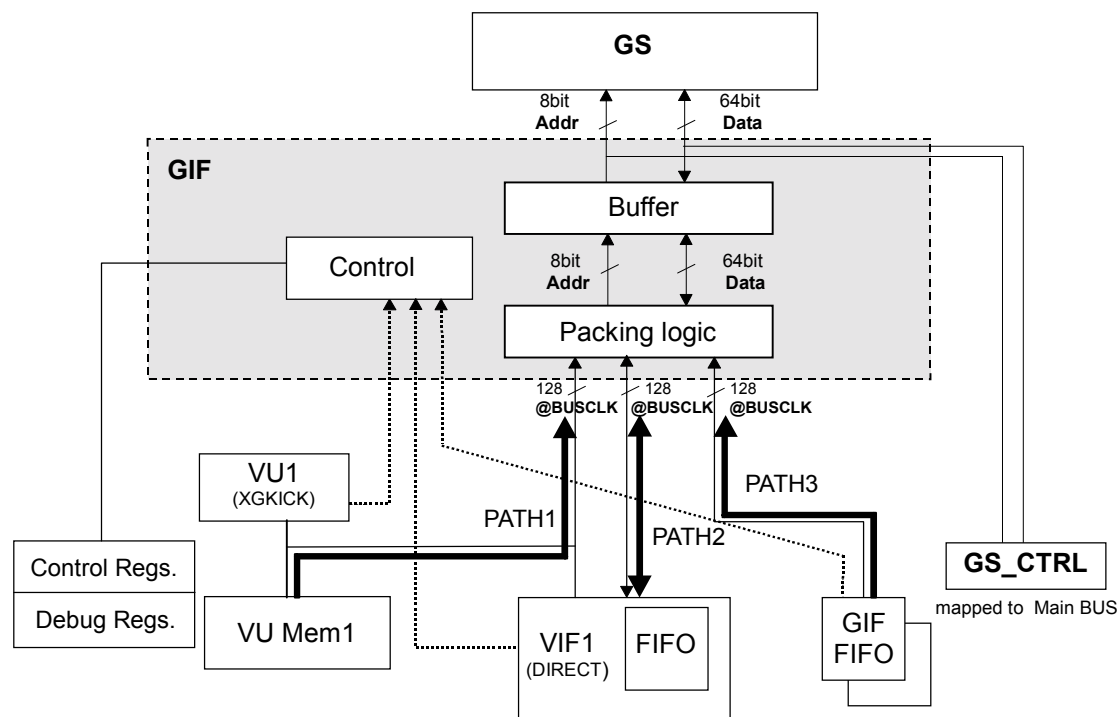 GS
8bit
Addr
64bit
Data
GIF
Buffer
Control
8bit
Addr
64bit
Data
Packing logic
128
@BUSCLK
128
@BUSCLK
128
@BUSCLK
VU1
(XGKICK)
PATH1
PATH2
PATH3
Control Regs.
Debug Regs.
VU Mem1
VIF1
(DIRECT)
FIFO
GIF
FIFO
GS_CTRL
mapped to Main BUS